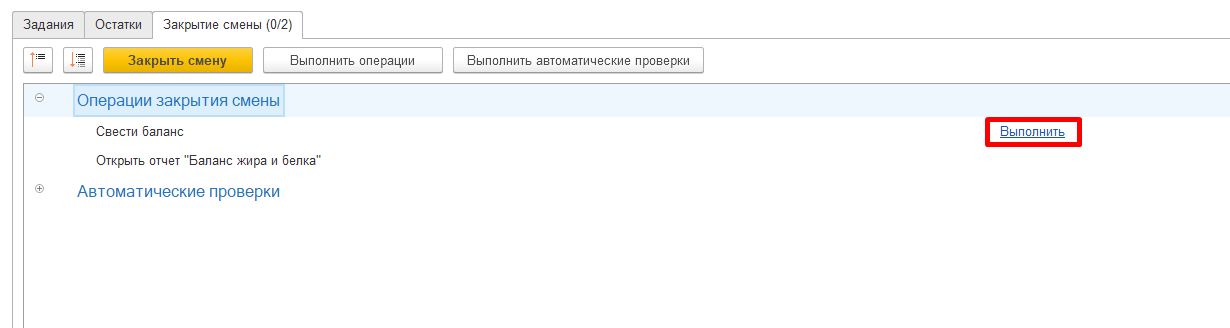 Задания Остатки Закрытие смены (0/2)
Закрыть смену Выполнить операции Выполнить автоматические проверки
Операции закрытия смены
Свести баланс Выполнить
Открыть отчет "Баланс жира и белка"
Автоматические проверки